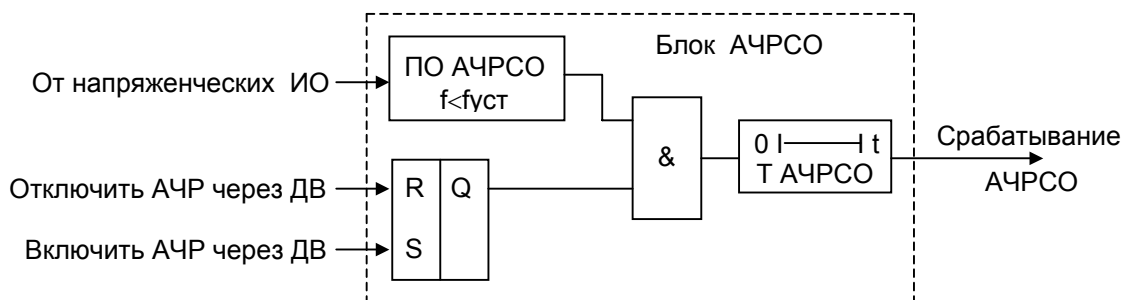 Блок АЧРСО
От напряженческих ИО
ПО АЧРСО
f<fуст
&
0 t
Т АЧРСО
Срабатывание
АЧРСО
Отключить АЧР через ДВ
R Q
Включить АЧР через ДВ
S